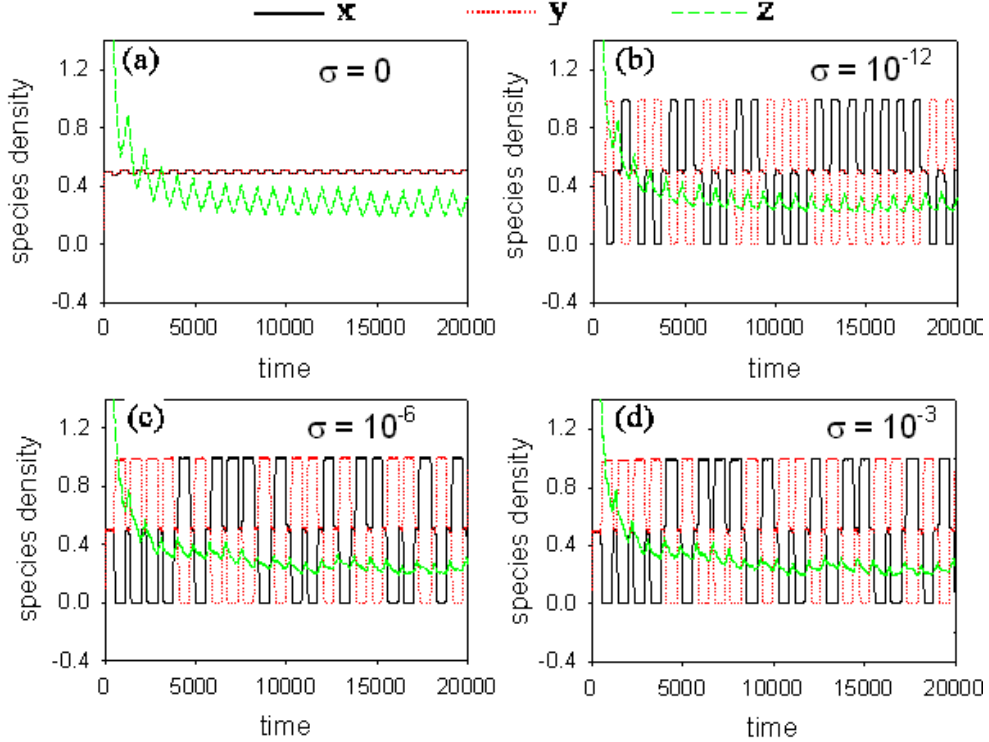 x y z
(a) σ = 0
(b) σ = 10⁻¹²
species density
1.2
0.8
0.4
0.0
-0.4
0 5000 10000 15000 20000
time
species density
1.2
0.8
0.4
0.0
-0.4
0 5000 10000 15000 20000
time
(c) σ = 10⁻⁶
(d) σ = 10⁻³
species density
1.2
0.8
0.4
0.0
-0.4
0 5000 10000 15000 20000
time
species density
1.2
0.8
0.4
0.0
-0.4
0 5000 10000 15000 20000
time